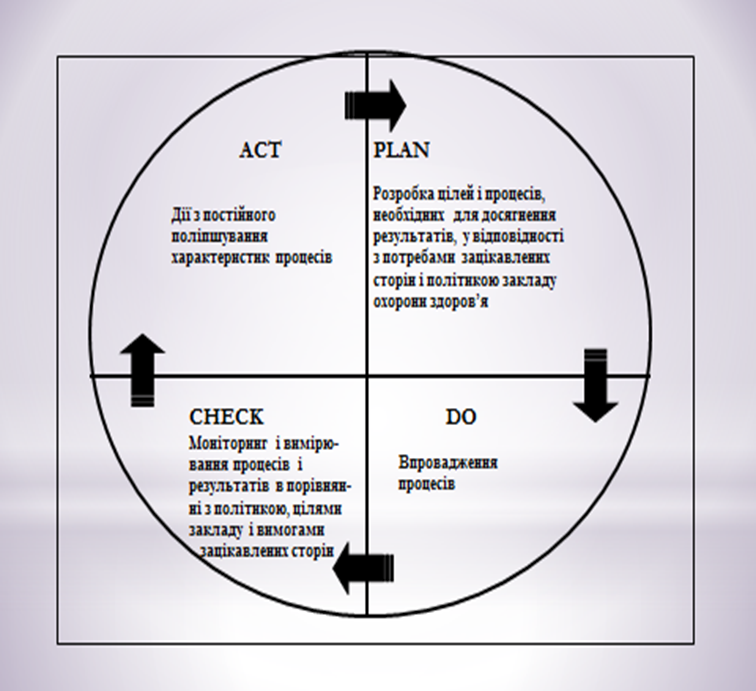 ACT
Дії з постійного
поліпшування
характеристик процесів
PLAN
Розробка цілей і процесів,
необхідних для досягнення
результатів, у відповідності
з потребами зацікавлених
сторін і політикою закладу
охорони здоров’я
CHECK
Моніторинг і вимірю-
вання процесів і
результатів в порівнян-
ні з політикою, цілями
закладу і вимогами
зацікавлених сторін
DO
Впровадження
процесів